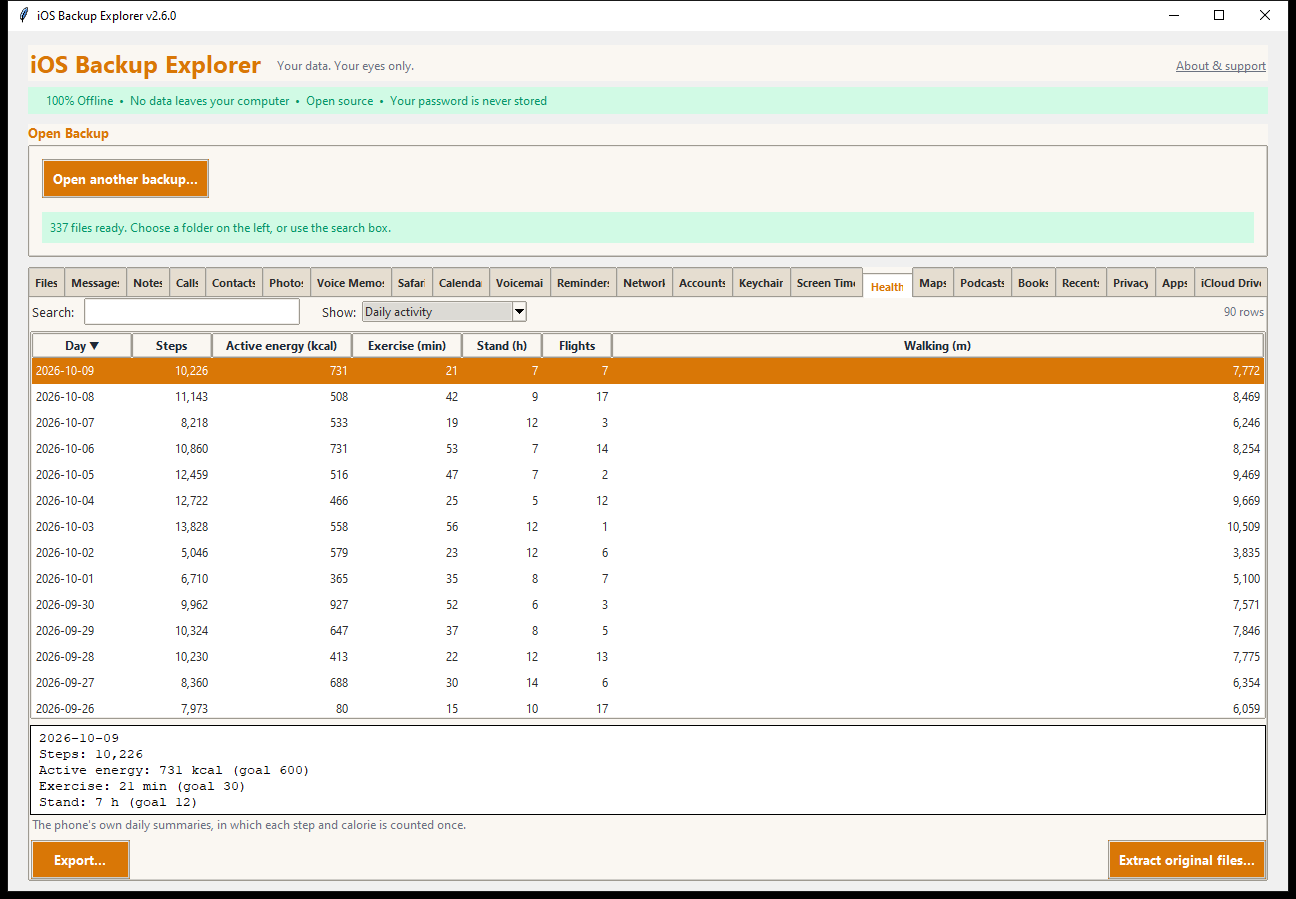 iOS Backup Explorer v2.6.0
iOS Backup Explorer Your data. Your eyes only. About & support
100% Offline • No data leaves your computer • Open source • Your password is never stored
Open Backup
Open another backup...
337 files ready. Choose a folder on the left, or use the search box.
Files Messages Notes Calls Contacts Photos Voice Memos Safari Calenda Voicemai Reminders Network Accounts Keychain Screen Time Health Maps Podcasts Books Recents Privacy Apps iCloud Drive
Search: Show: Daily activity 90 rows
Day ▼ Steps Active energy (kcal) Exercise (min) Stand (h) Flights Walking (m)
2026-10-09 10,226 731 21 7 7 7,772
2026-10-08 11,143 508 42 9 17 8,469
2026-10-07 8,218 533 19 12 3 6,246
2026-10-06 10,860 731 53 7 14 8,254
2026-10-05 12,459 516 47 7 2 9,469
2026-10-04 12,722 466 25 5 12 9,669
2026-10-03 13,828 558 56 12 1 10,509
2026-10-02 5,046 579 23 12 6 3,835
2026-10-01 6,710 365 35 8 7 5,100
2026-09-30 9,962 927 52 6 3 7,571
2026-09-29 10,324 647 37 8 5 7,846
2026-09-28 10,230 413 22 12 13 7,775
2026-09-27 8,360 688 30 14 6 6,354
2026-09-26 7,973 80 15 10 17 6,059
2026-10-09
Steps: 10,226
Active energy: 731 kcal (goal 600)
Exercise: 21 min (goal 30)
Stand: 7 h (goal 12)
The phone's own daily summaries, in which each step and calorie is counted once.
Export... Extract original files...